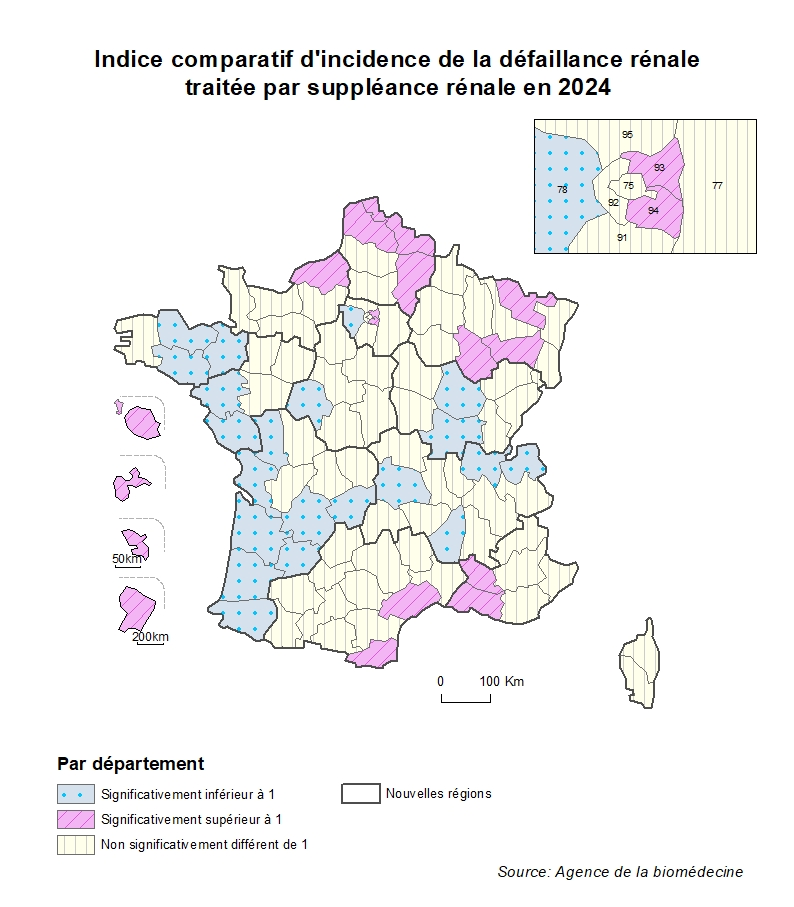 Indice comparatif d'incidence de la défaillance rénale
traitée par suppléance rénale en 2024
95
93
78
75
77
92
94
91
50km
200km
0 100 Km
Par département
Significativement inférieur à 1
Nouvelles régions
Significativement supérieur à 1
Non significativement différent de 1
Source: Agence de la biomédecine